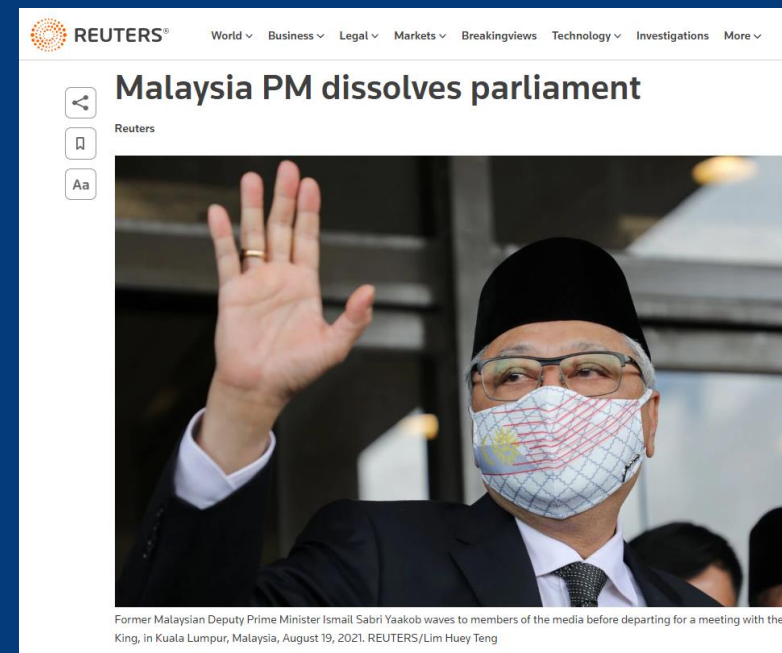 REUTERS®
World Business Legal Markets Breakingviews Technology Investigations More
Malaysia PM dissolves parliament
Reuters
Aa
Former Malaysian Deputy Prime Minister Ismail Sabri Yaakob waves to members of the media before departing for a meeting with the
King, in Kuala Lumpur, Malaysia, August 19, 2021. REUTERS/Lim Huey Teng